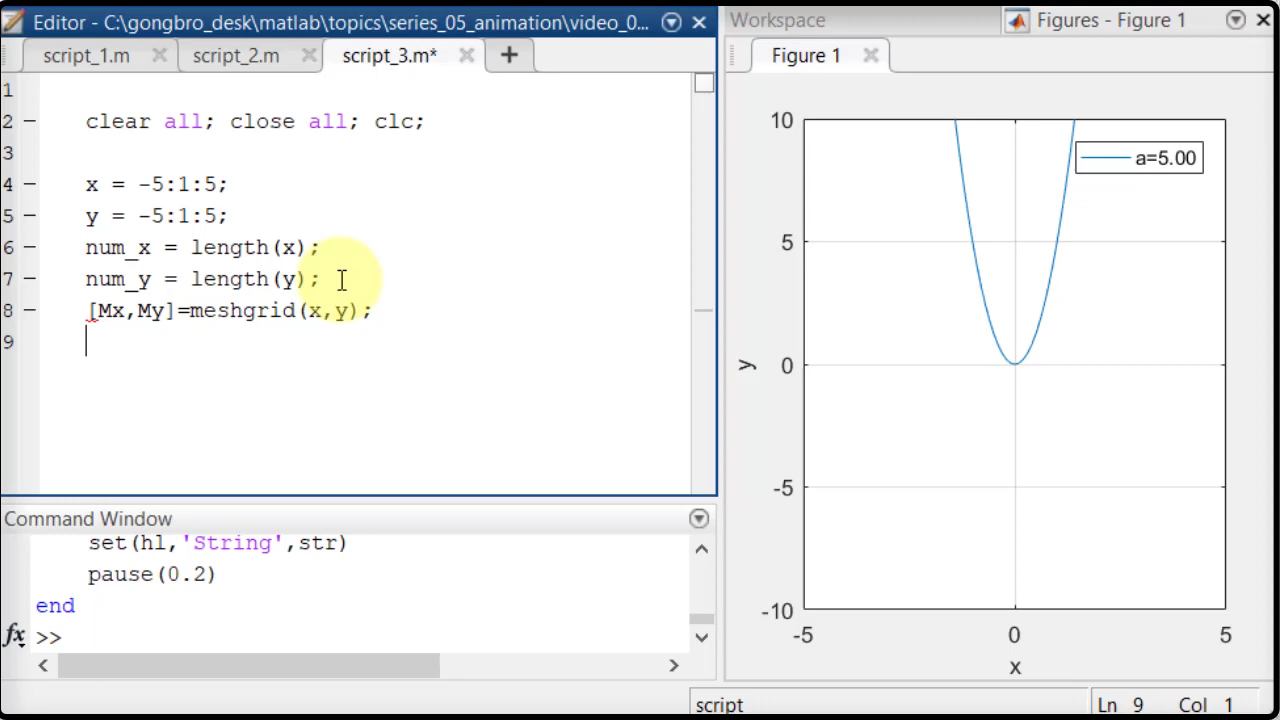 Editor - C:\gongbro_desk\matlab\topics\series_05_animation\video_0...
script_1.m
script_2.m
script_3.m*
1
2 clear all; close all; clc;
3
4 x = -5:1:5;
5 y = -5:1:5;
6 num_x = length(x);
7 num_y = length(y);
8 [Mx,My]=meshgrid(x,y);
9
Command Window
set(hl,'String',str)
pause(0.2)
end
fx >>
Workspace
Figures - Figure 1
Figure 1
10
a=5.00
5
y
0
-5
-10
-5 0 5
x
script
Ln 9 Col 1